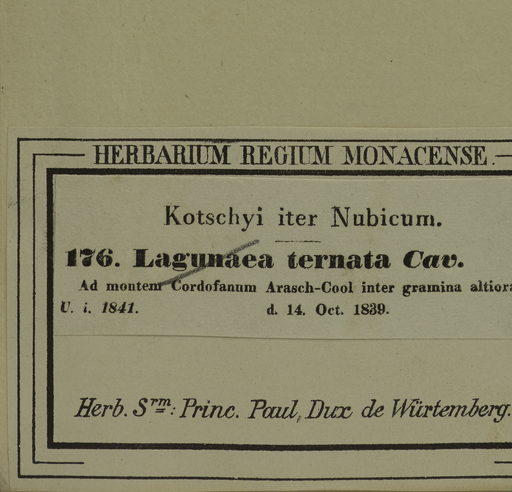 HERBARIUM REGIUM MONACENSE.
Kotschyi iter Nubicum.
176. Lagunaea ternata Cav.
Ad montem Cordofanum Arasch-Cool inter gramina altiora
U. i. 1841. d. 14. Oct. 1839.
Herb. Srm: Princ. Paul, Dux de Würtemberg.